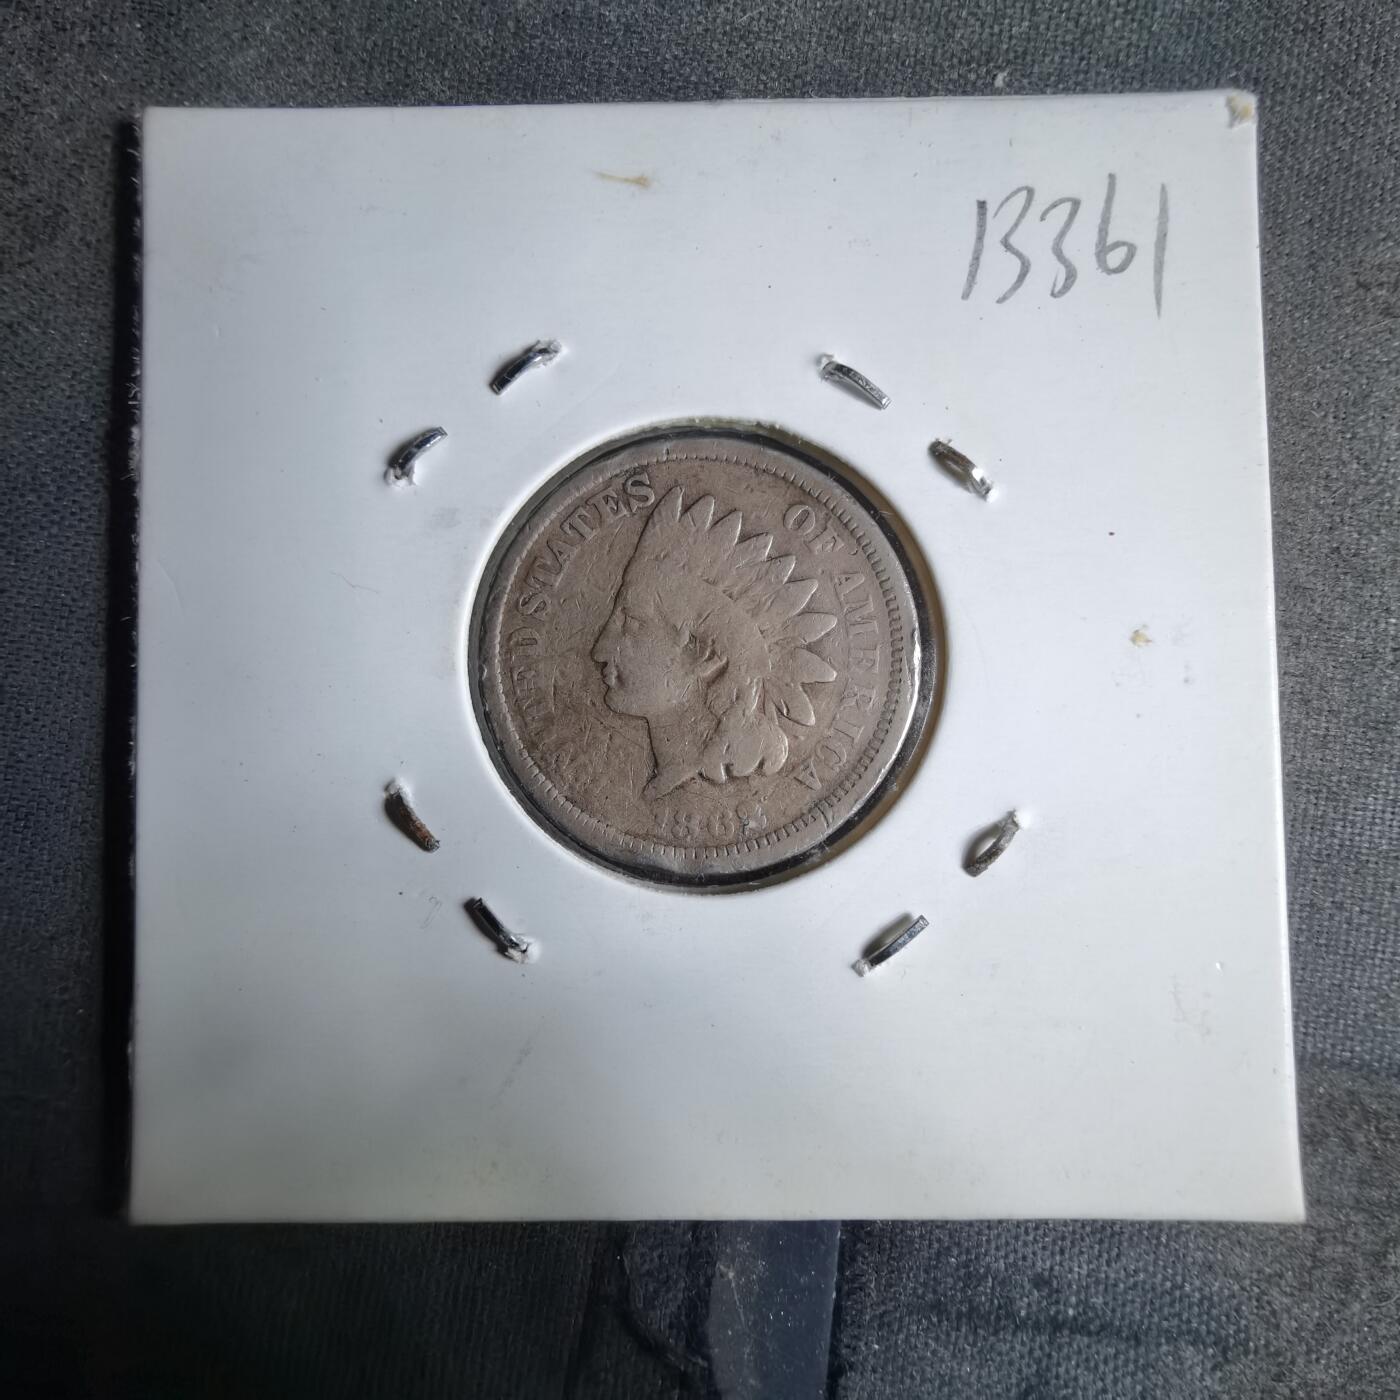 13361
UNITED STATES OF AMERICA